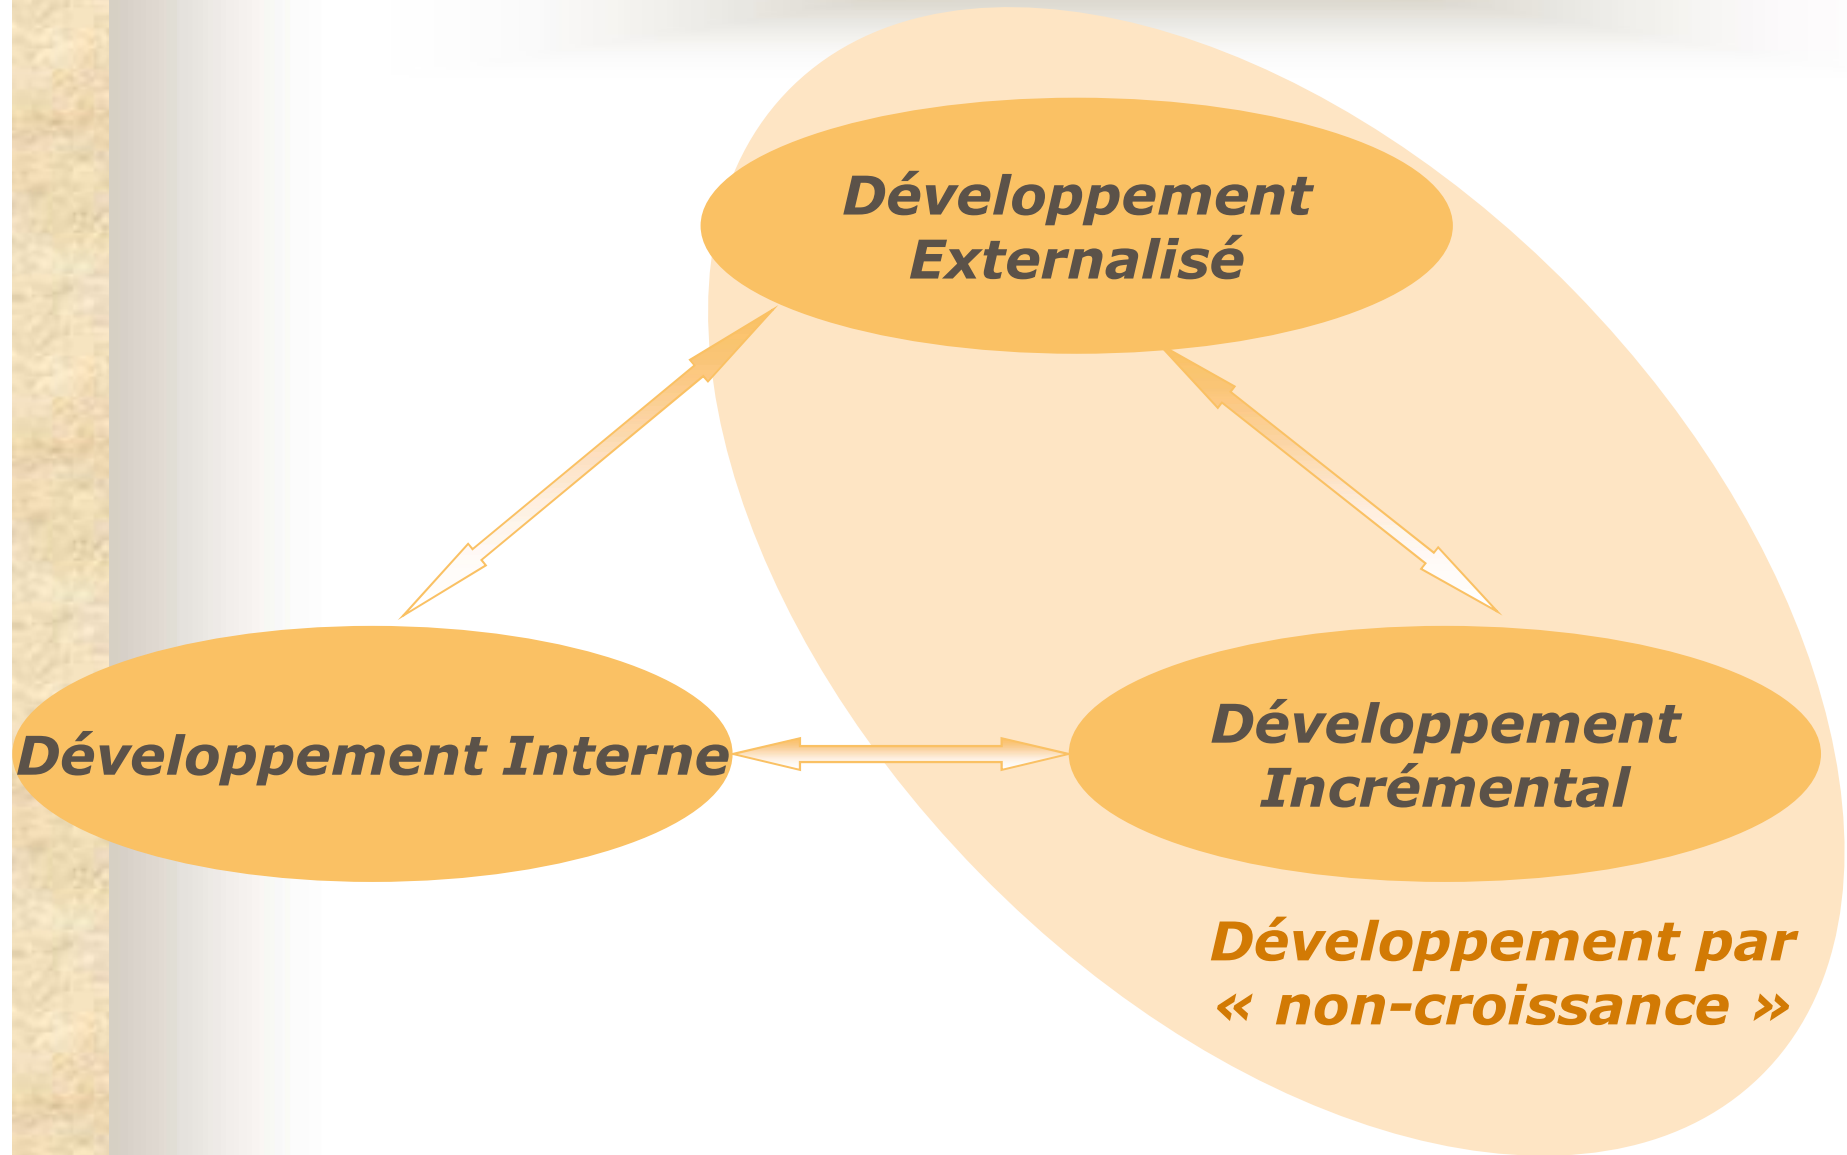 Développement
Externalisé
Développement Interne
Développement
Incrémental
Développement par
« non-croissance »